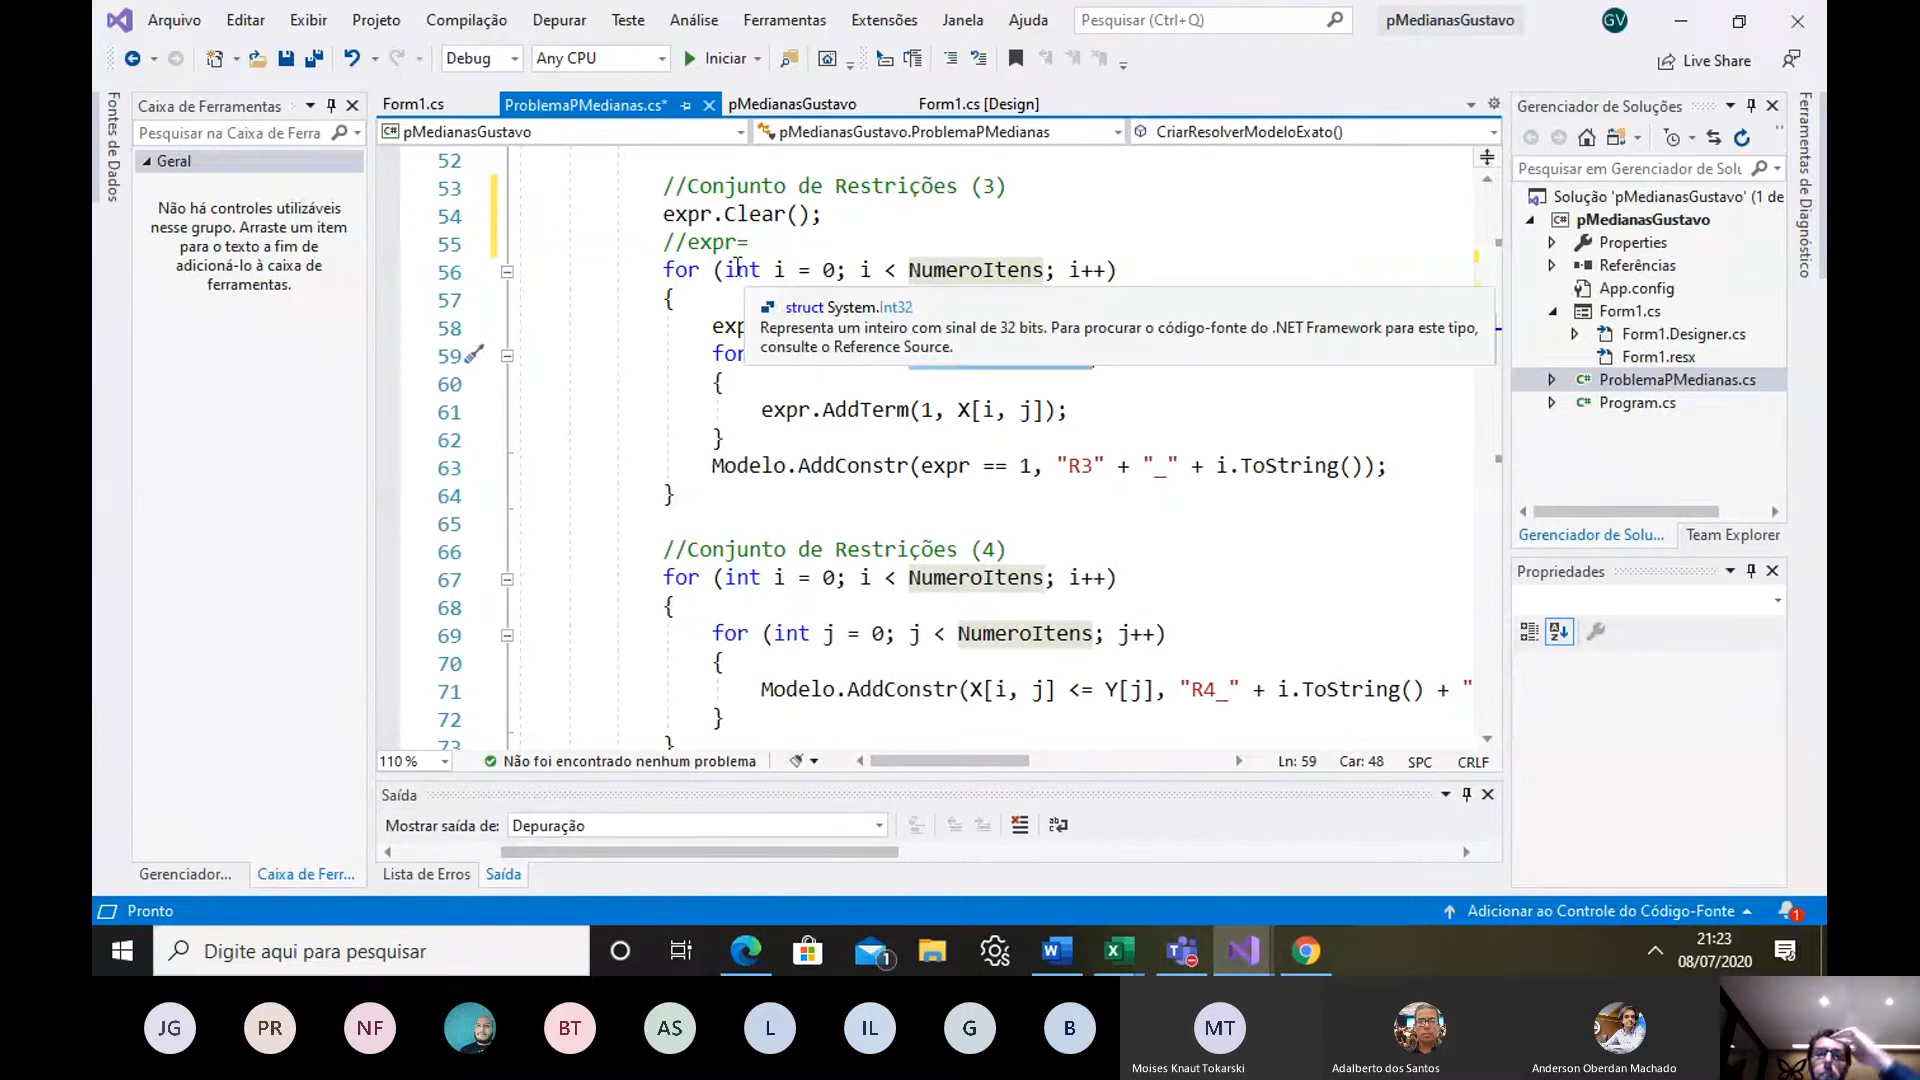 Arquivo Editar Exibir Projeto Compilação Depurar Teste Análise Ferramentas Extensões Janela Ajuda Pesquisar (Ctrl+Q) pMedianasGustavo GV
Debug Any CPU Iniciar Live Share
Fontes de Dados
Caixa de Ferramentas
Pesquisar na Caixa de Ferra
Geral
Não há controles utilizáveis
nesse grupo. Arraste um item
para o texto a fim de
adicioná-lo à caixa de
ferramentas.
Form1.cs ProblemaPMedianas.cs* pMedianasGustavo Form1.cs [Design]
C# pMedianasGustavo pMedianasGustavo.ProblemaPMedianas CriarResolverModeloExato()
52
53 //Conjunto de Restrições (3)
54 expr.Clear();
55 //expr=
56 for (int i = 0; i < NumeroItens; i++)
57 {
struct System.Int32
Representa um inteiro com sinal de 32 bits. Para procurar o código-fonte do .NET Framework para este tipo,
consulte o Reference Source.
58 exp
59 for
60 {
61 expr.AddTerm(1, X[i, j]);
62 }
63 Modelo.AddConstr(expr == 1, "R3" + "_" + i.ToString());
64 }
65
66 //Conjunto de Restrições (4)
67 for (int i = 0; i < NumeroItens; i++)
68 {
69 for (int j = 0; j < NumeroItens; j++)
70 {
71 Modelo.AddConstr(X[i, j] <= Y[j], "R4_" + i.ToString() + "
72 }
73 }
110 % Não foi encontrado nenhum problema Ln: 59 Car: 48 SPC CRLF
Saída
Mostrar saída de: Depuração
Gerenciador... Caixa de Ferr... Lista de Erros Saída
Gerenciador de Soluções
Pesquisar em Gerenciador de Solu
Solução 'pMedianasGustavo' (1 de
C# pMedianasGustavo
Properties
Referências
App.config
Form1.cs
Form1.Designer.cs
Form1.resx
C# ProblemaPMedianas.cs
C# Program.cs
Gerenciador de Solu... Team Explorer
Propriedades
Ferramentas de Diagnóstico
Pronto Adicionar ao Controle do Código-Fonte 1
Digite aqui para pesquisar 1 21:23
08/07/2020
JG PR NF BT AS L IL G B MT
Moises Knaut Tokarski Adalberto dos Santos Anderson Oberdan Machado